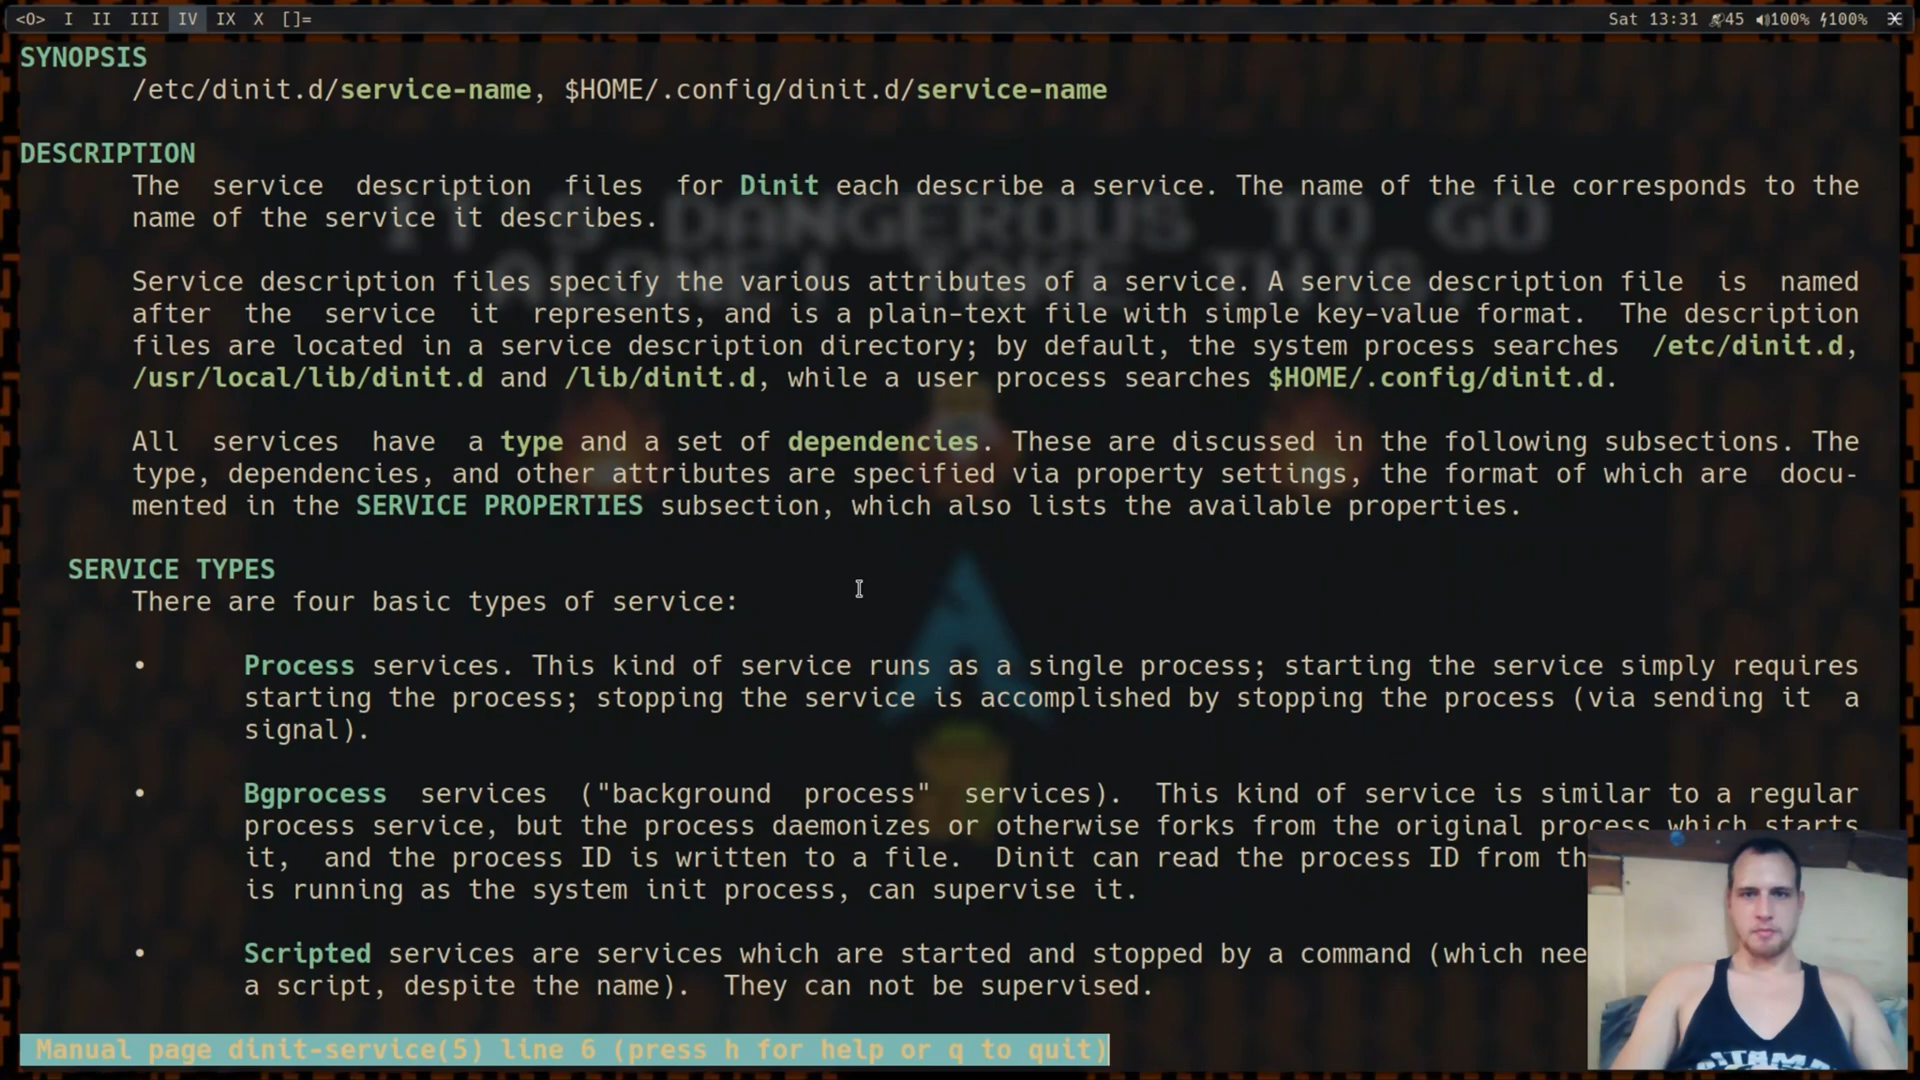 <O> I II III IV IX X []= Sat 13:31 45 100% 100%
SYNOPSIS
/etc/dinit.d/service-name, $HOME/.config/dinit.d/service-name
DESCRIPTION
The service description files for Dinit each describe a service. The name of the file corresponds to the
name of the service it describes.
IT'S DANGEROUS TO GO
ALONE! TAKE THIS.
Service description files specify the various attributes of a service. A service description file is named
after the service it represents, and is a plain-text file with simple key-value format. The description
files are located in a service description directory; by default, the system process searches /etc/dinit.d,
/usr/local/lib/dinit.d and /lib/dinit.d, while a user process searches $HOME/.config/dinit.d.
All services have a type and a set of dependencies. These are discussed in the following subsections. The
type, dependencies, and other attributes are specified via property settings, the format of which are docu-
mented in the SERVICE PROPERTIES subsection, which also lists the available properties.
SERVICE TYPES
There are four basic types of service:
• Process services. This kind of service runs as a single process; starting the service simply requires
starting the process; stopping the service is accomplished by stopping the process (via sending it a
signal).
• Bgprocess services ("background process" services). This kind of service is similar to a regular
process service, but the process daemonizes or otherwise forks from the original process which starts
it, and the process ID is written to a file. Dinit can read the process ID from th
is running as the system init process, can supervise it.
• Scripted services are services which are started and stopped by a command (which nee
a script, despite the name). They can not be supervised.
Manual page dinit-service(5) line 6 (press h for help or q to quit)